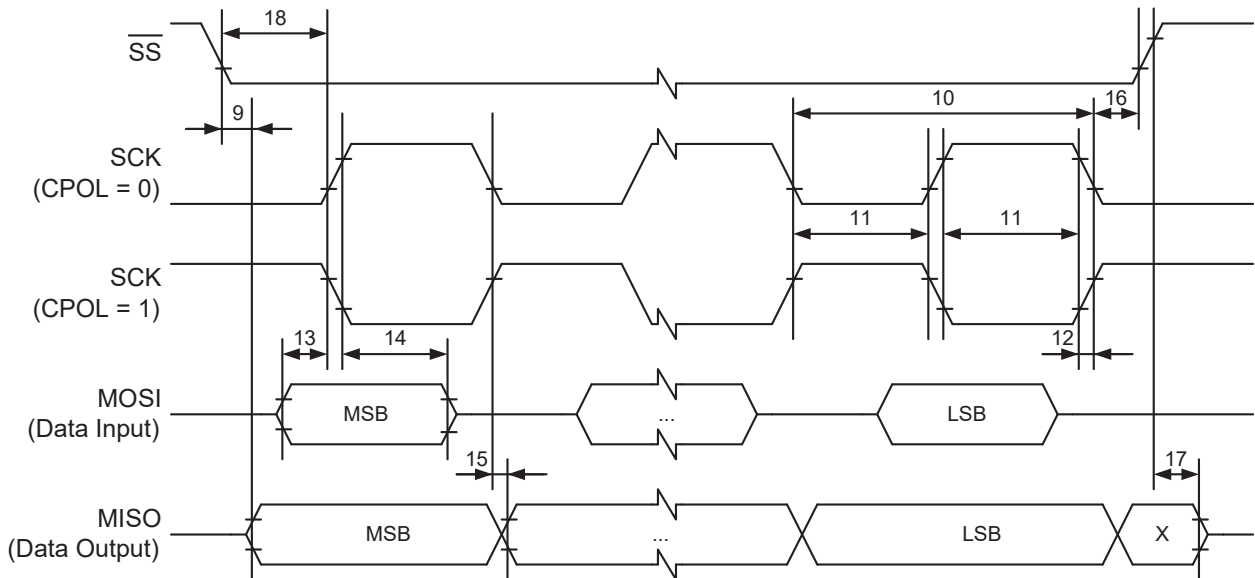 18
SS
9
10
16
SCK
(CPOL = 0)
11
11
SCK
(CPOL = 1)
13
14
12
MOSI
(Data Input)
MSB
...
LSB
15
17
MISO
(Data Output)
MSB
...
LSB
X